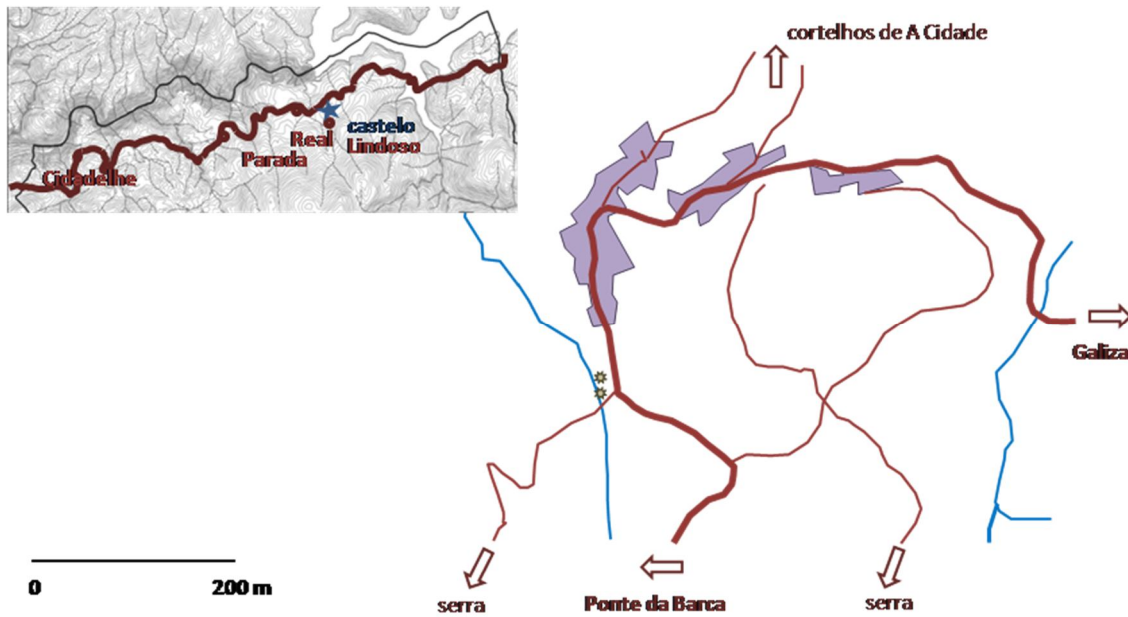 cortelhos de A Cidade
castelo
Real
Lindoso
Parada
Cidadelhe
Galiza
0
200 m
serra
Ponte da Barca
serra